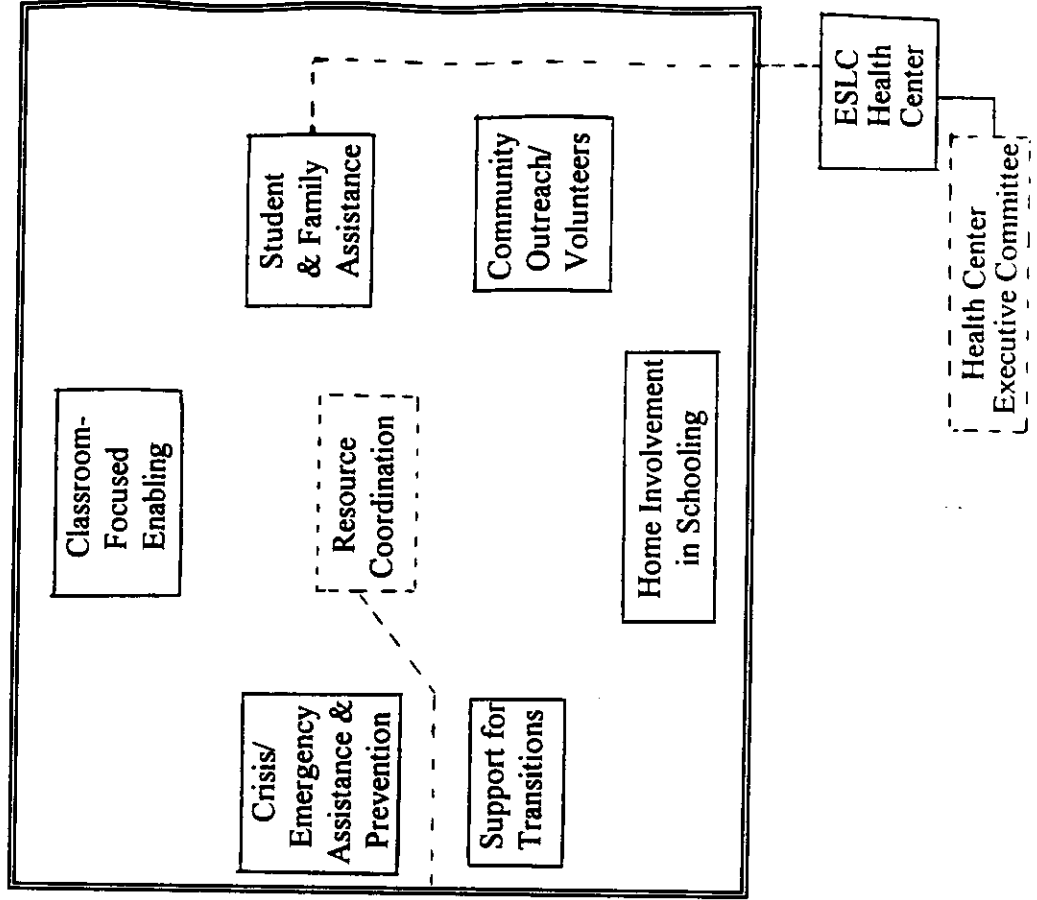 Classroom-
Focused
Enabling
Crisis/
Emergency
Assistance &
Prevention
Resource
Coordination
Student
& Family
Assistance
Support for
Transitions
Community
Outreach/
Volunteers
Home Involvement
in Schooling
ESLC
Health
Center
Health Center
Executive Committee